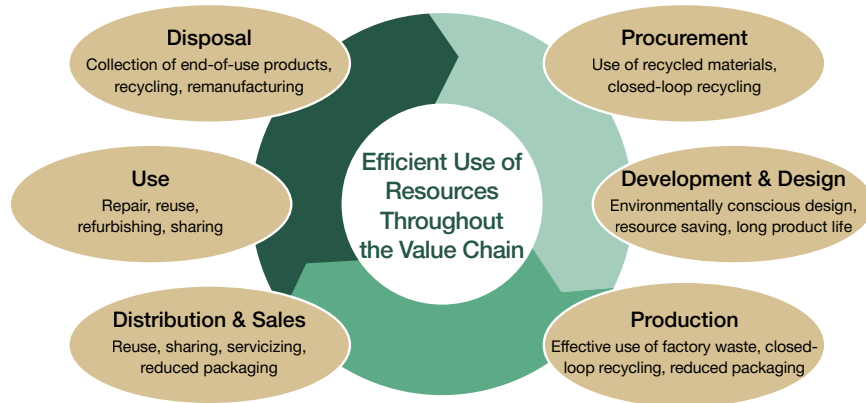 Disposal
Collection of end-of-use products,
recycling, remanufacturing
Procurement
Use of recycled materials,
closed-loop recycling
Efficient Use of
Resources
Throughout
the Value Chain
Use
Repair, reuse,
refurbishing, sharing
Development & Design
Environmentally conscious design,
resource saving, long product life
Distribution & Sales
Reuse, sharing, servicizing,
reduced packaging
Production
Effective use of factory waste, closed-
loop recycling, reduced packaging